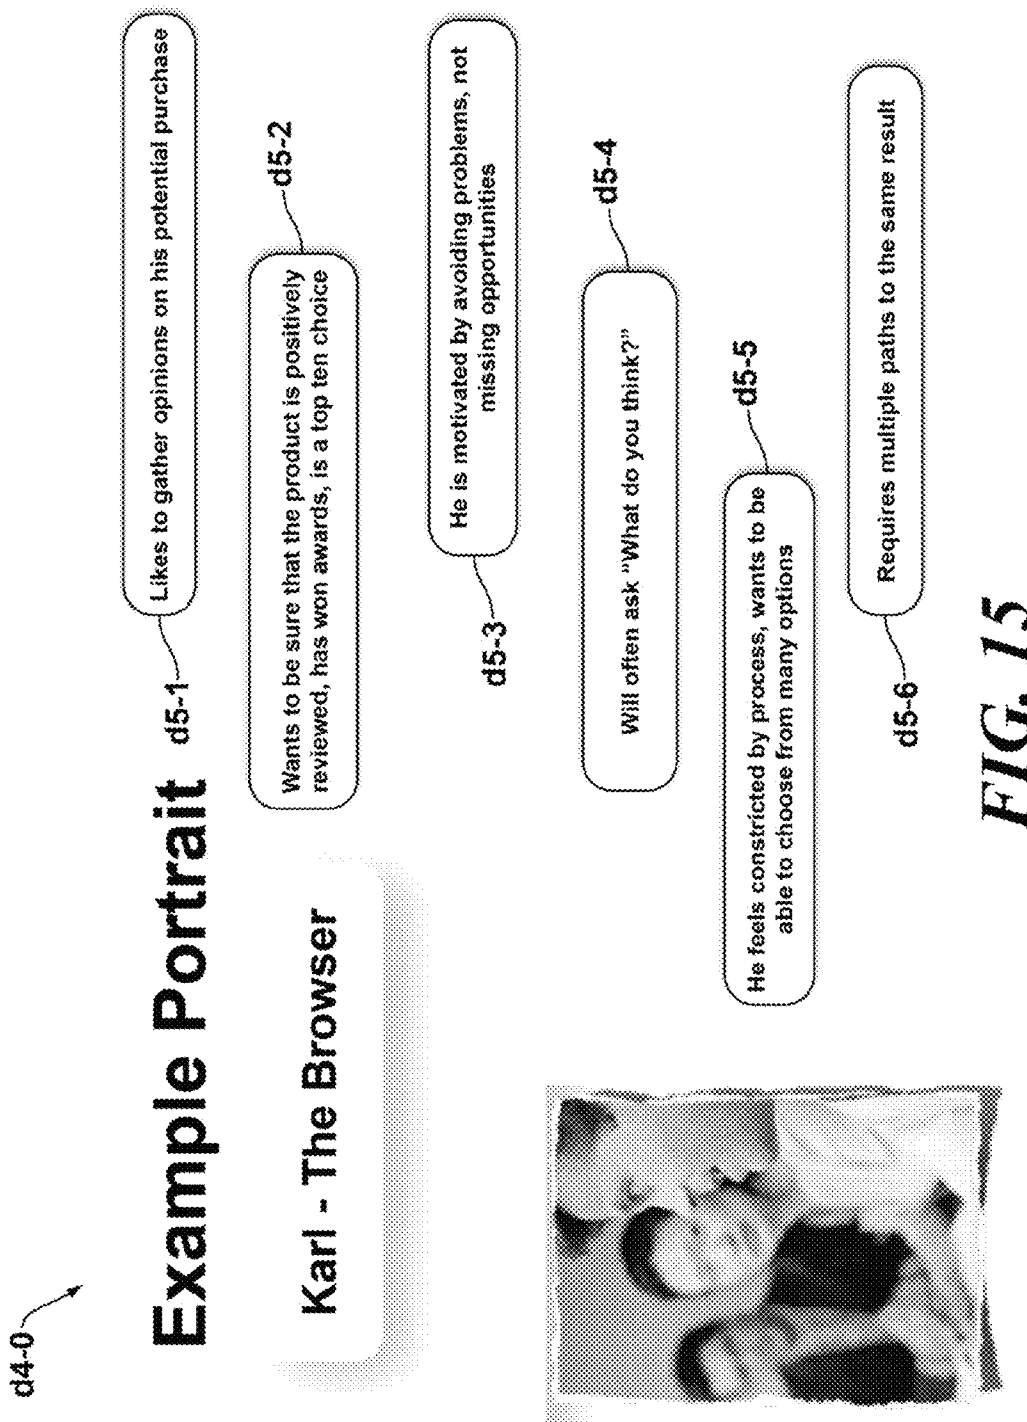 d4-0
Example Portrait
Karl - The Browser
d5-1
Likes to gather opinions on his potential purchase
d5-2
Wants to be sure that the product is positively
reviewed, has won awards, is a top ten choice
d5-3
He is motivated by avoiding problems, not
missing opportunities
d5-4
Will often ask “What do you think?”
d5-5
He feels constricted by process, wants to be
able to choose from many options
d5-6
Requires multiple paths to the same result
FIG. 15